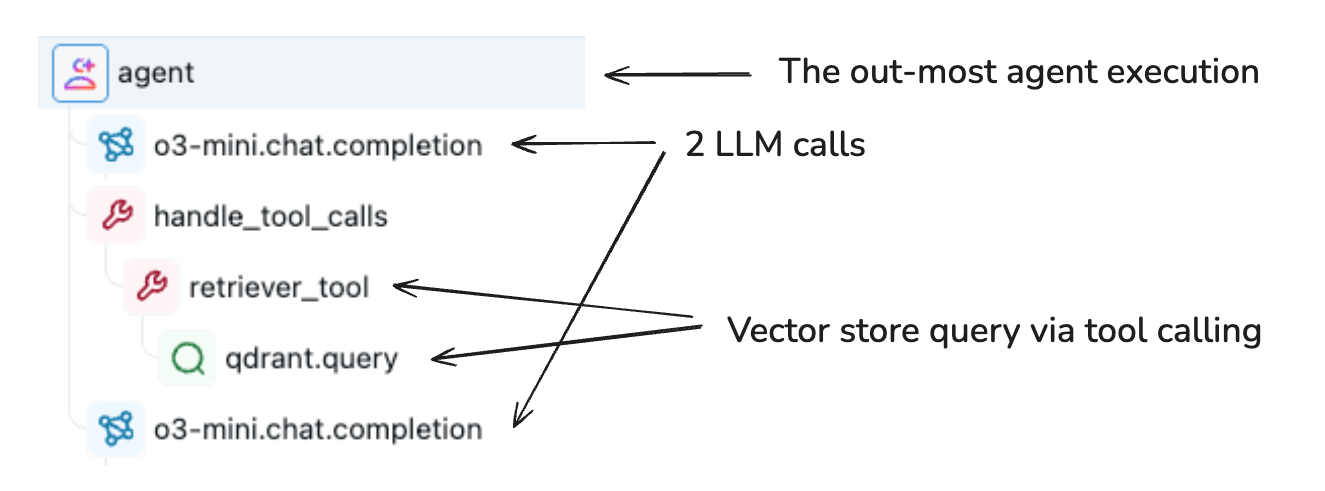 agent
The out-most agent execution
o3-mini.chat.completion
2 LLM calls
handle_tool_calls
retriever_tool
Vector store query via tool calling
qdrant.query
o3-mini.chat.completion